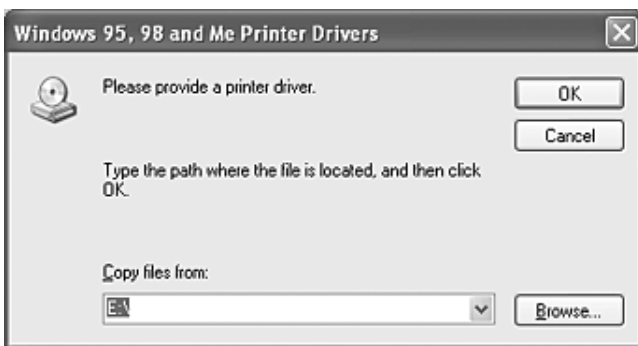 Windows 95, 98 and Me Printer Drivers
Please provide a printer driver.
OK
Cancel
Type the path where the file is located, and then click
OK.
Copy files from:
E:\
Browse...